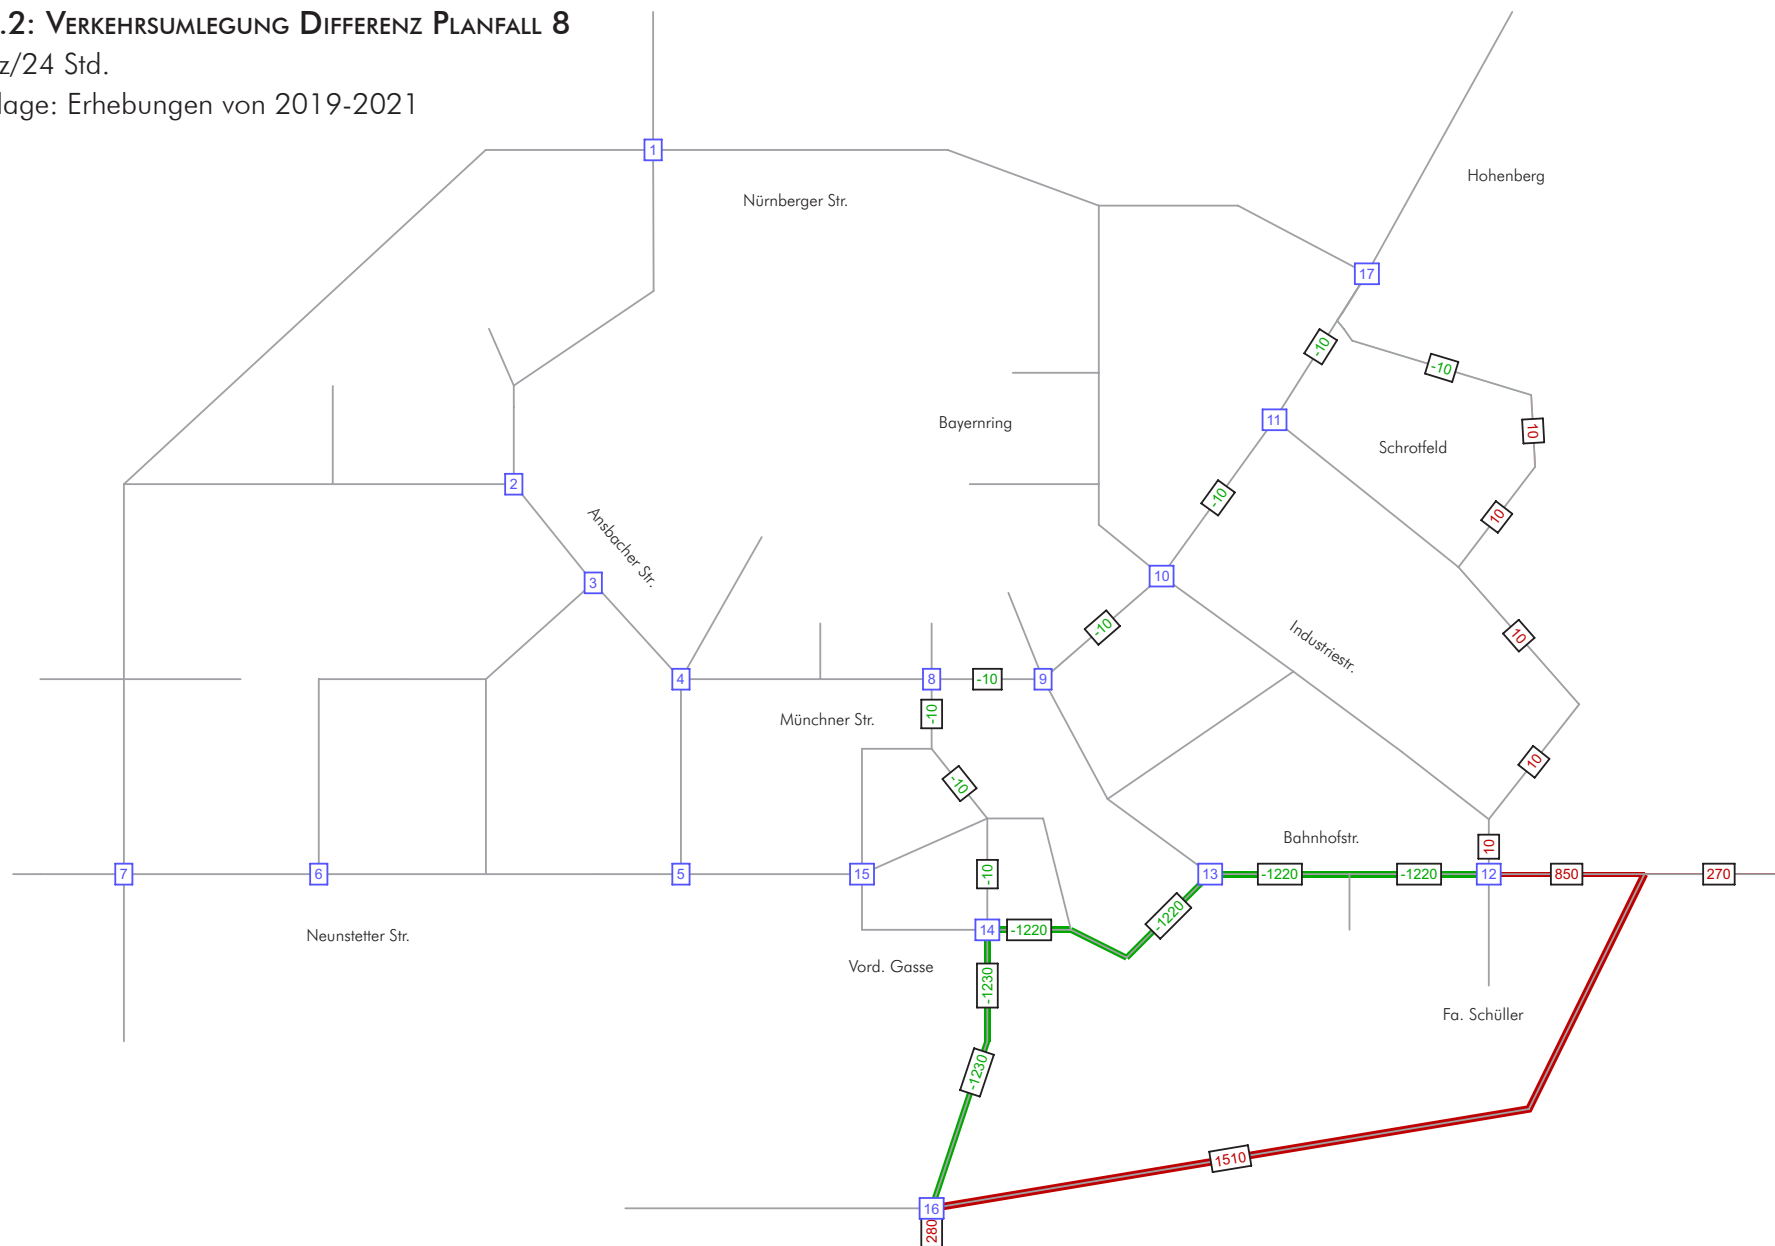 .2: Verkehrsumlegung Differenz Planfall 8
z/24 Std.
lage: Erhebungen von 2019-2021
1
Hohenberg
Nürnberger Str.
17
-10
-10
11
Bayernring
10
Schrotfeld
2
-10
10
Ansbacher Str.
10
3
-10
10
Industriestr.
4
8
-10
9
-10
Münchner Str.
10
-10
Bahnhofstr.
10
7
6
5
15
-10
13
-1220
-1220
12
850
270
-1220
14
-1220
Neunstetter Str.
Vord. Gasse
-1230
Fa. Schüller
-1230
1510
16
280